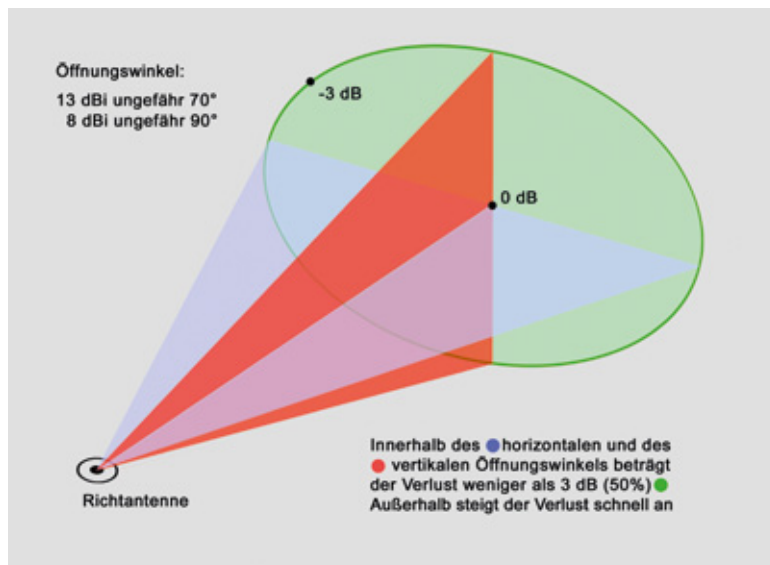 Öffnungswinkel:
13 dBi ungefähr 70°
8 dBi ungefähr 90°
-3 dB
0 dB
Richtantenne
Innerhalb des horizontalen und des
vertikalen Öffnungswinkels beträgt
der Verlust weniger als 3 dB (50%)
Außerhalb steigt der Verlust schnell an